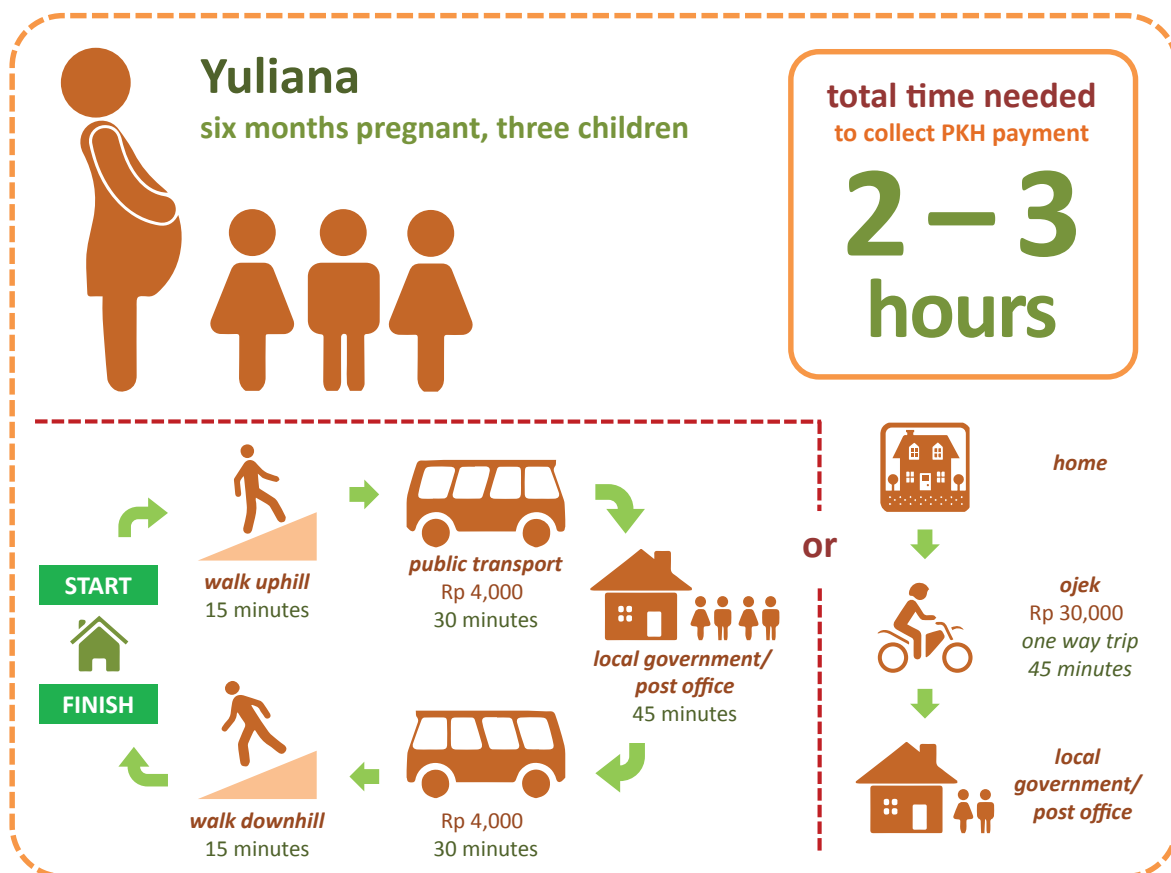 Yuliana
six months pregnant, three children
total time needed
to collect PKH payment
2 – 3
hours
START
FINISH
walk uphill
15 minutes
public transport
Rp 4,000
30 minutes
local government/
post office
45 minutes
Rp 4,000
30 minutes
walk downhill
15 minutes
or
home
ojek
Rp 30,000
one way trip
45 minutes
local
government/
post office